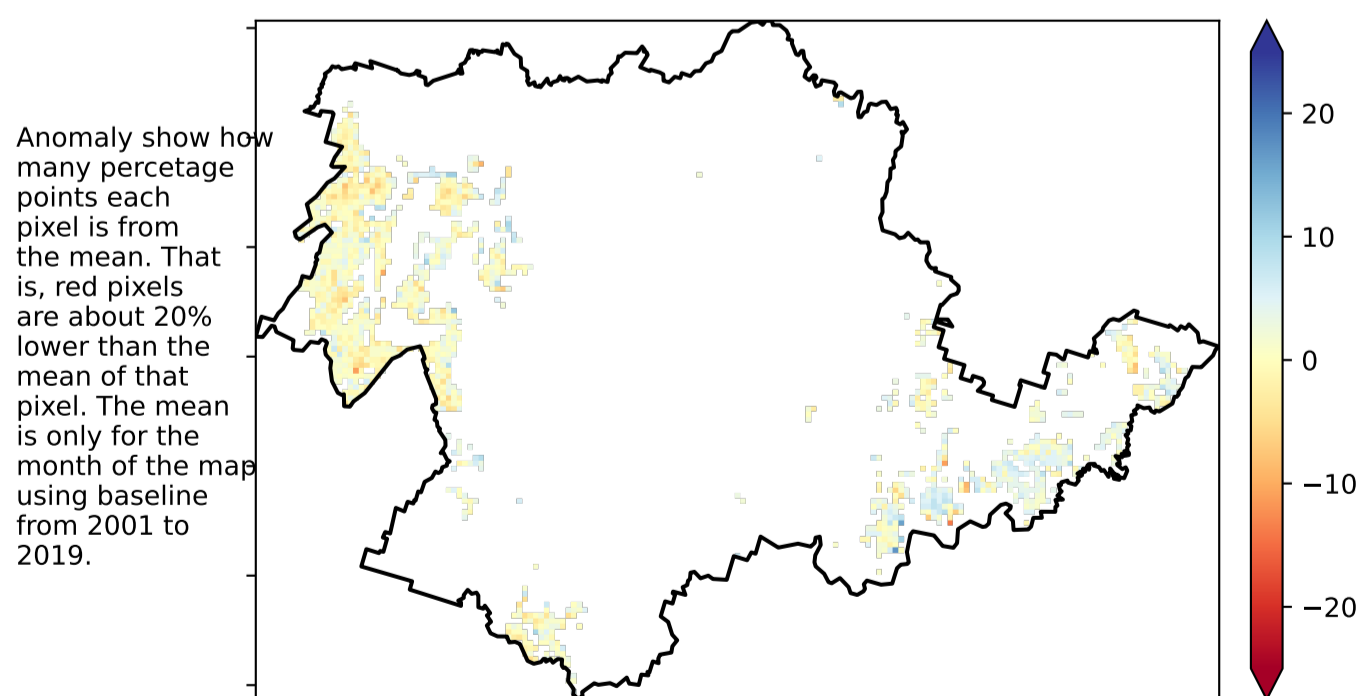 Anomaly show how
many percetage
points each
pixel is from
the mean. That
is, red pixels
are about 20%
lower than the
mean of that
pixel. The mean
is only for the
month of the map
using baseline
from 2001 to
2019.
20
10
0
−10
−20